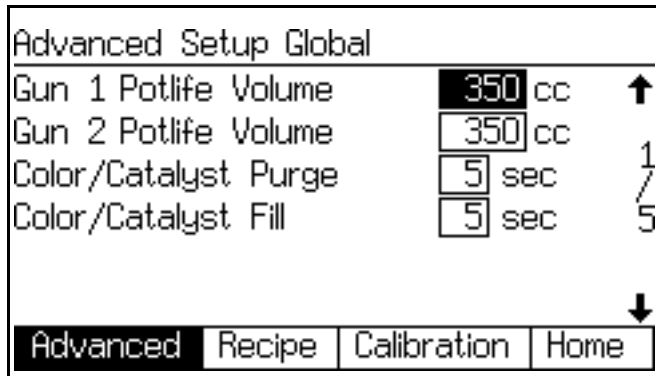 Advanced Setup Global
Gun 1 Potlife Volume 350 cc
Gun 2 Potlife Volume 350 cc
Color/Catalyst Purge 5 sec
Color/Catalyst Fill 5 sec
1
/
5
Advanced Recipe Calibration Home